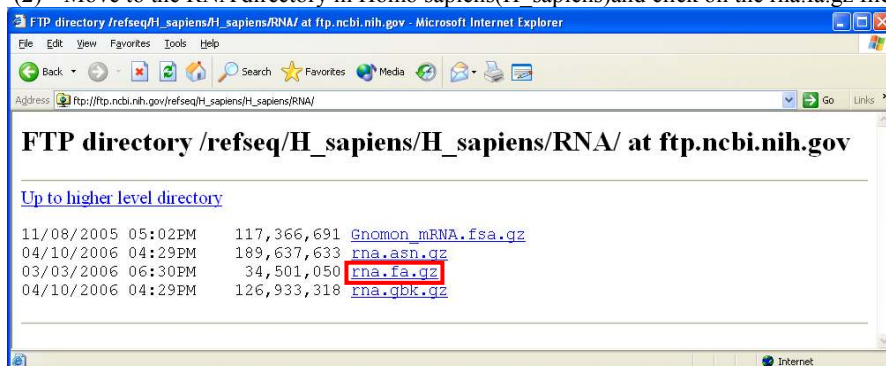 (2) Move to the RNA directory in Homo sapiens(H_sapiens)and click on the rna.fa.gz file
FTP directory /refseq/H_sapiens/H_sapiens/RNA/ at ftp.ncbi.nih.gov - Microsoft Internet Explorer
File Edit View Favorites Tools Help
Back Search Favorites Media
Address ftp://ftp.ncbi.nih.gov/refseq/H_sapiens/H_sapiens/RNA/ Go Links »
FTP directory /refseq/H_sapiens/H_sapiens/RNA/ at ftp.ncbi.nih.gov
Up to higher level directory
11/08/2005 05:02PM 117,366,691 Gnomon_mRNA.fsa.gz
04/10/2006 04:29PM 189,637,633 rna.asn.gz
03/03/2006 06:30PM 34,501,050 rna.fa.gz
04/10/2006 04:29PM 126,933,318 rna.gbk.gz
Internet